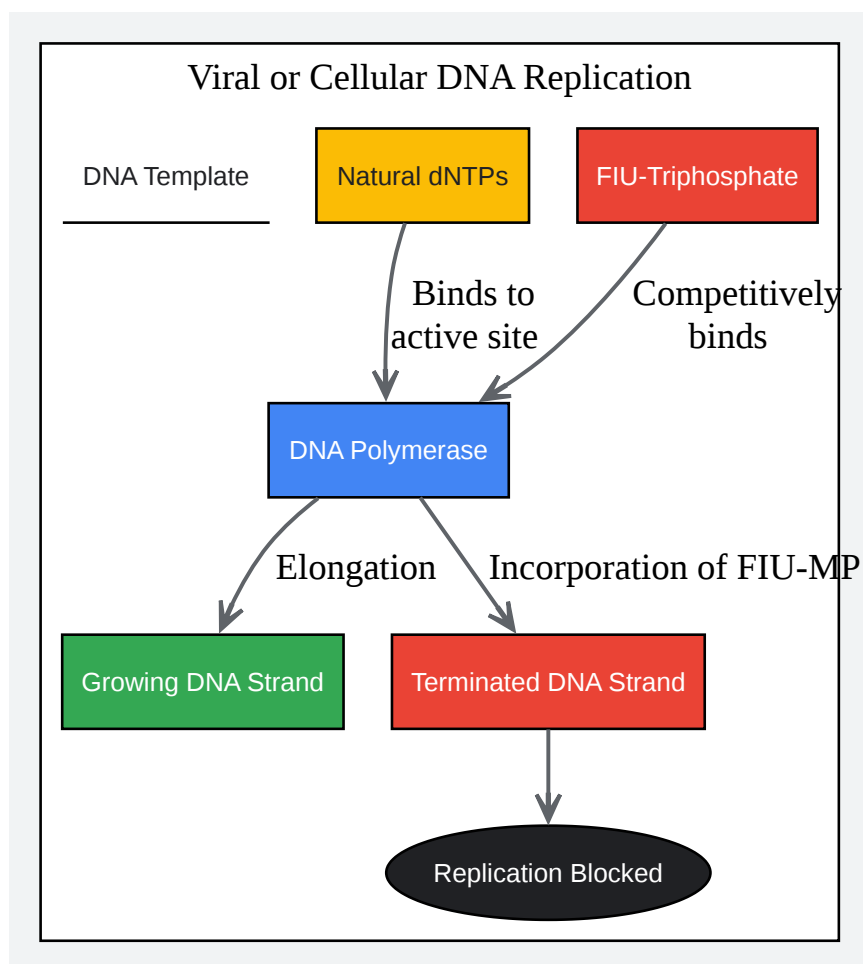 Viral or Cellular DNA Replication
DNA Template
Natural dNTPs
FIU-Triphosphate
Binds to
active site
Competitively
binds
DNA Polymerase
Elongation
Incorporation of FIU-MP
Growing DNA Strand
Terminated DNA Strand
Replication Blocked